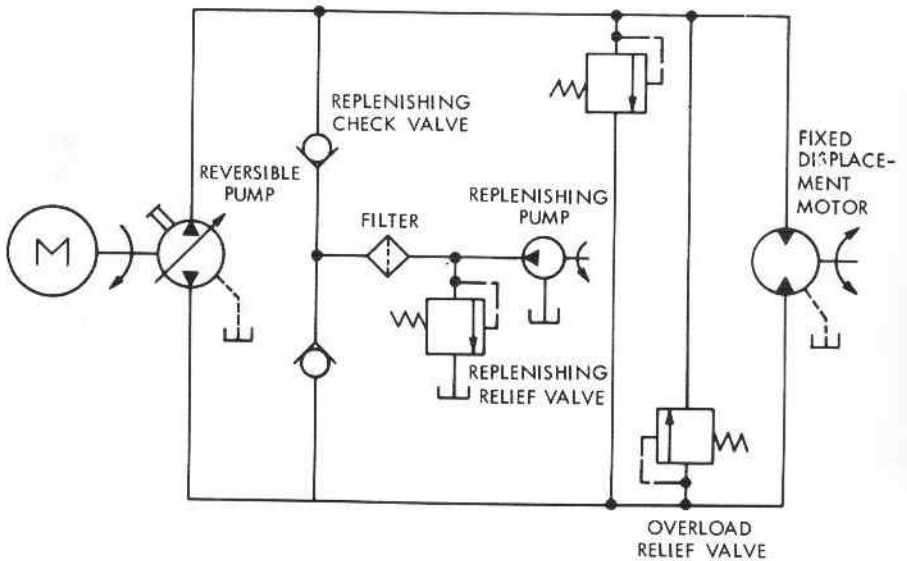 REPLENISHING
CHECK VALVE
REVERSIBLE
PUMP
FILTER
REPLENISHING
PUMP
FIXED
DISPLACE-
MENT
MOTOR
M
REPLENISHING
RELIEF VALVE
OVERLOAD
RELIEF VALVE